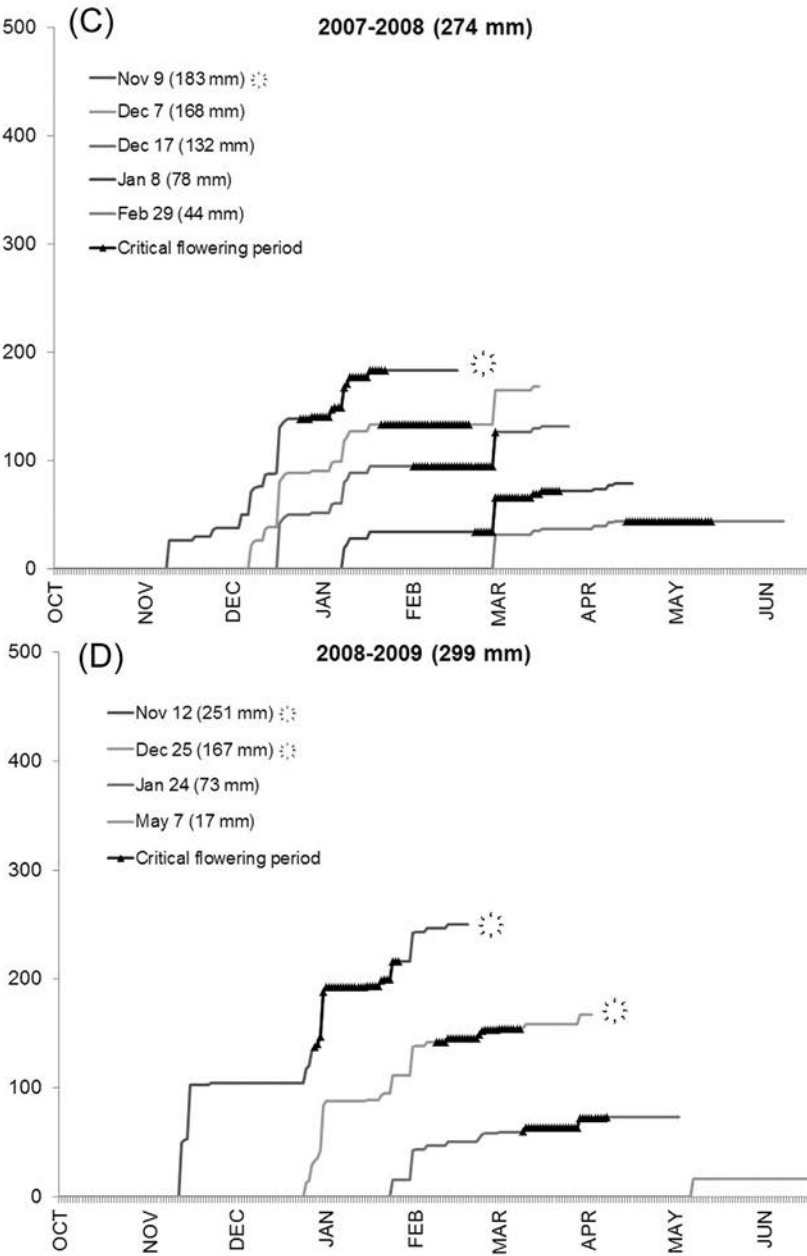 (C)
2007-2008 (274 mm)
500
400
300
200
100
0
Nov 9 (183 mm)
Dec 7 (168 mm)
Dec 17 (132 mm)
Jan 8 (78 mm)
Feb 29 (44 mm)
Critical flowering period
OCT
NOV
DEC
JAN
FEB
MAR
APR
MAY
JUN
(D)
2008-2009 (299 mm)
500
400
300
200
100
0
Nov 12 (251 mm)
Dec 25 (167 mm)
Jan 24 (73 mm)
May 7 (17 mm)
Critical flowering period
OCT
NOV
DEC
JAN
FEB
MAR
APR
MAY
JUN